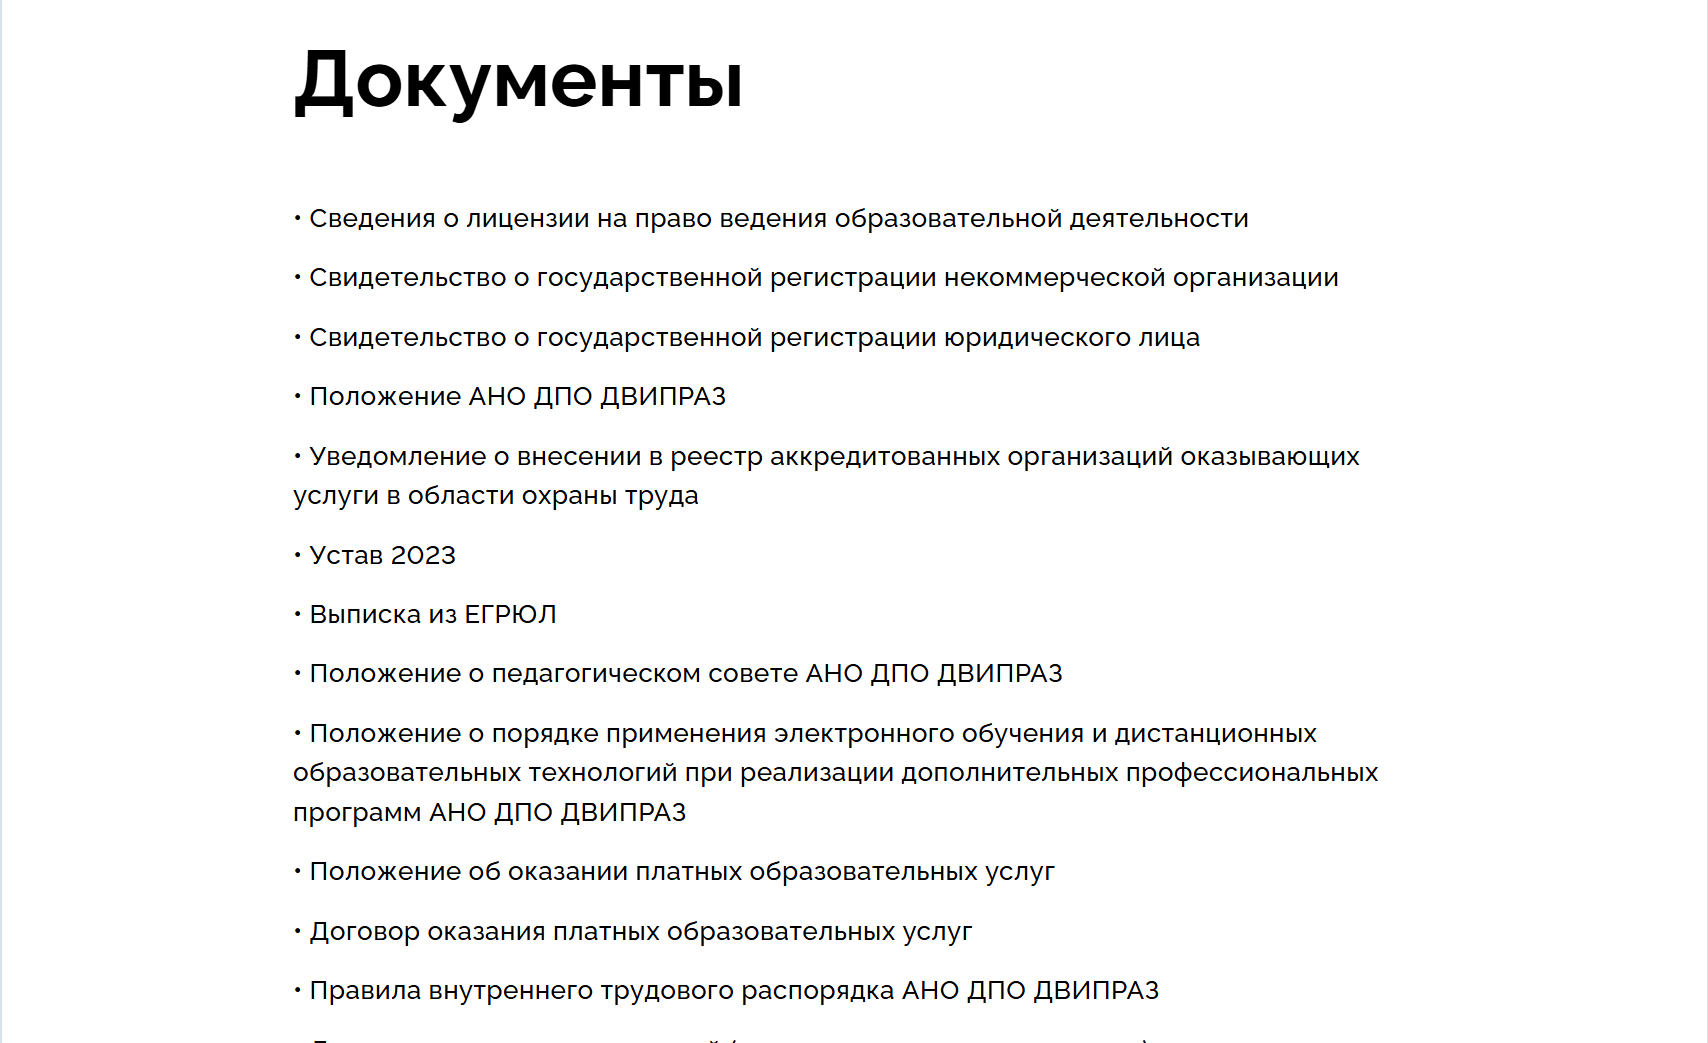 Документы
• Сведения о лицензии на право ведения образовательной деятельности
• Свидетельство о государственной регистрации некоммерческой организации
• Свидетельство о государственной регистрации юридического лица
• Положение АНО ДПО ДВИПРАЗ
• Уведомление о внесении в реестр аккредитованных организаций оказывающих
услуги в области охраны труда
• Устав 2023
• Выписка из ЕГРЮЛ
• Положение о педагогическом совете АНО ДПО ДВИПРАЗ
• Положение о порядке применения электронного обучения и дистанционных
образовательных технологий при реализации дополнительных профессиональных
программ АНО ДПО ДВИПРАЗ
• Положение об оказании платных образовательных услуг
• Договор оказания платных образовательных услуг
• Правила внутреннего трудового распорядка АНО ДПО ДВИПРАЗ